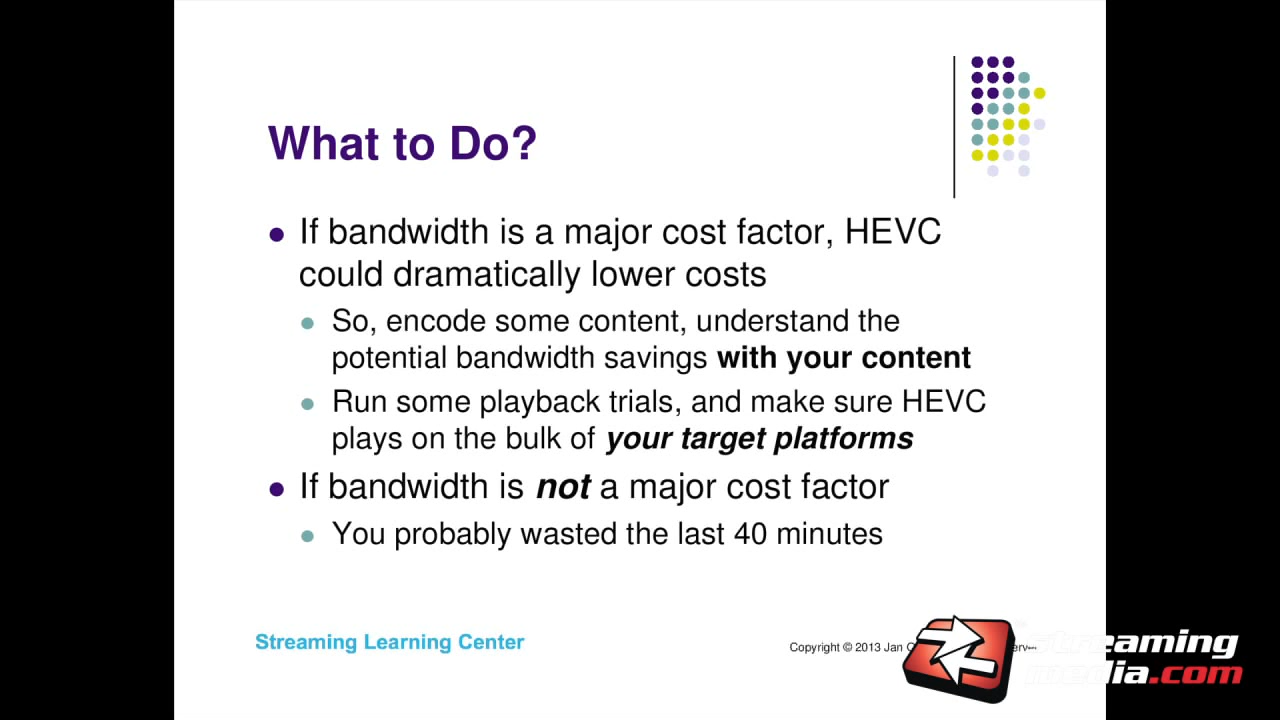 What to Do?
● If bandwidth is a major cost factor, HEVC
could dramatically lower costs
● So, encode some content, understand the
potential bandwidth savings with your content
● Run some playback trials, and make sure HEVC
plays on the bulk of your target platforms
● If bandwidth is not a major cost factor
● You probably wasted the last 40 minutes
Streaming Learning Center
Copyright © 2013 Jan
streaming
media.com